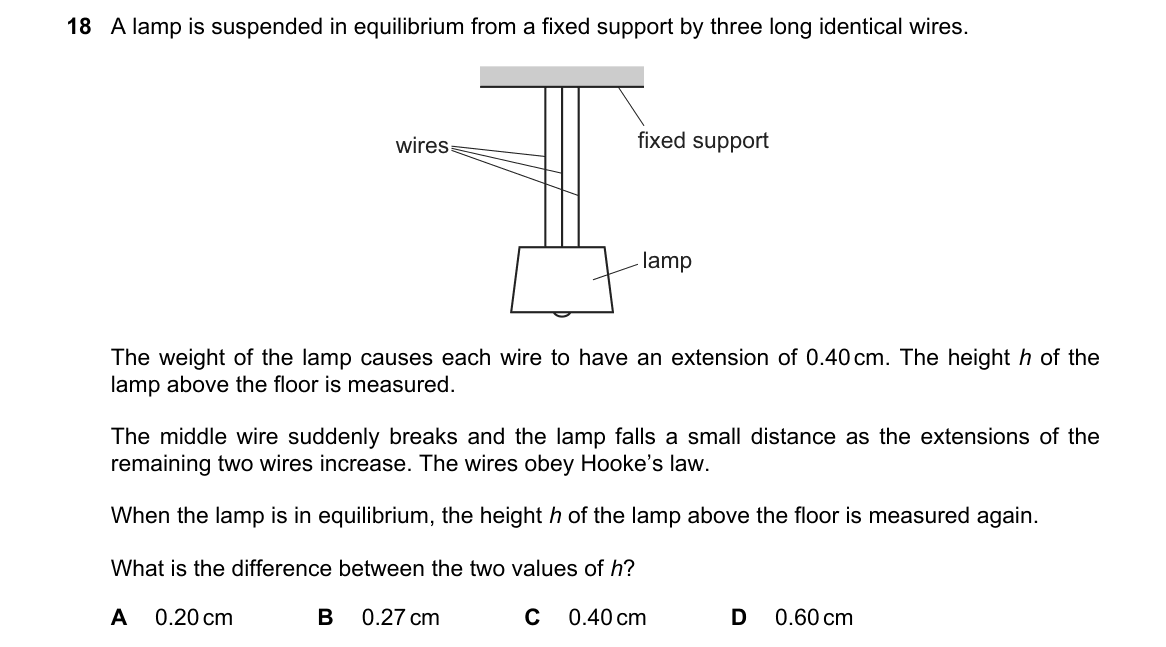 18 A lamp is suspended in equilibrium from a fixed support by three long identical wires.
wires
fixed support
lamp
The weight of the lamp causes each wire to have an extension of 0.40 cm. The height h of the
lamp above the floor is measured.
The middle wire suddenly breaks and the lamp falls a small distance as the extensions of the
remaining two wires increase. The wires obey Hooke’s law.
When the lamp is in equilibrium, the height h of the lamp above the floor is measured again.
What is the difference between the two values of h?
A 0.20 cm B 0.27 cm C 0.40 cm D 0.60 cm